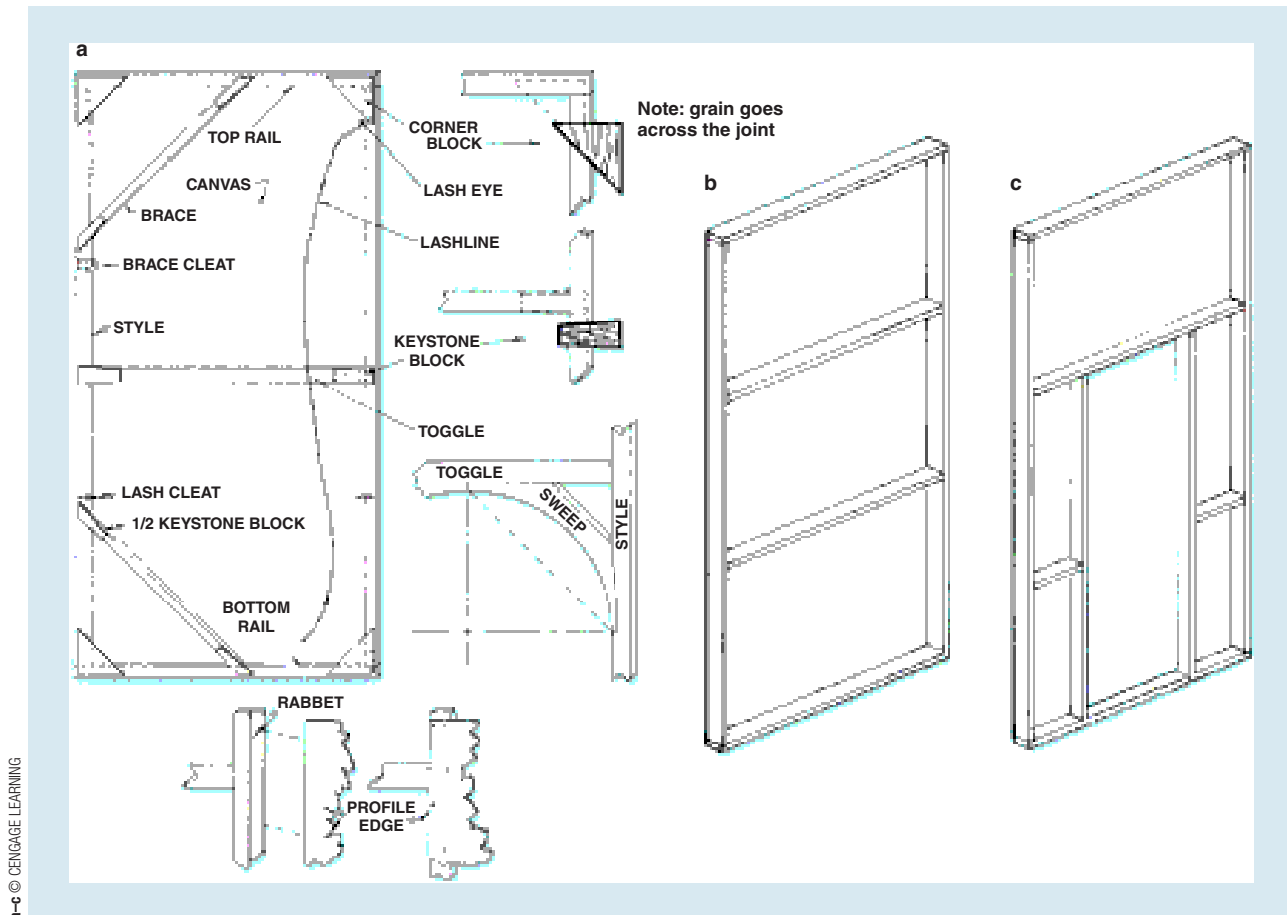 a
TOP RAIL
CANVAS
BRACE
BRACE CLEAT
STYLE
LASH CLEAT
1/2 KEYSTONE BLOCK
BOTTOM
RAIL
CORNER
BLOCK
LASH EYE
LASHLINE
KEYSTONE
BLOCK
TOGGLE
Note: grain goes
across the joint
TOGGLE
SWEEP
STYLE
RABBET
PROFILE
EDGE
b
c
© CENGAGE LEARNING